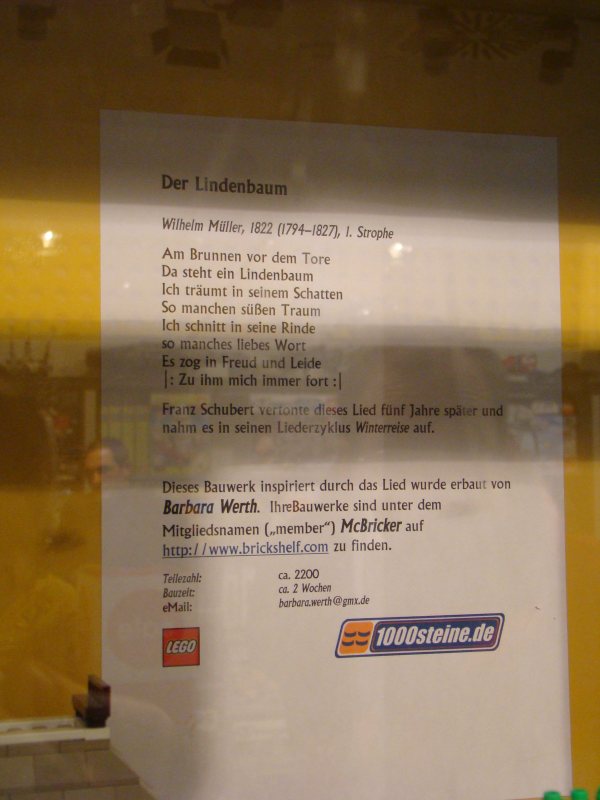 Der Lindenbaum
Wilhelm Müller, 1822 (1794–1827), 1. Strophe
Am Brunnen vor dem Tore
Da steht ein Lindenbaum
Ich träumt in seinem Schatten
So manchen süßen Traum
Ich schnitt in seine Rinde
so manches liebes Wort
Es zog in Freud und Leide
|: Zu ihm mich immer fort :|
Franz Schubert vertonte dieses Lied fünf Jahre später und
nahm es in seinen Liederzyklus Winterreise auf.
Dieses Bauwerk inspiriert durch das Lied wurde erbaut von
Barbara Werth. IhreBauwerke sind unter dem
Mitgliedsnamen („member“) McBricker auf
http://www.brickshelf.com zu finden.
Teilezahl: ca. 2200
Bauzeit: ca. 2 Wochen
eMail: barbara.werth@gmx.de
LEGO 1000steine.de